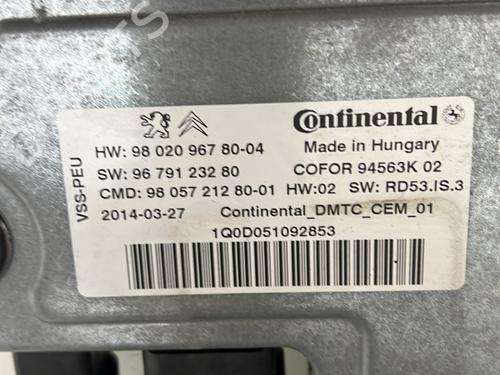 Continental
HW: 98 020 967 80-04
Made in Hungary
SW: 96 791 232 80
COFOR 94563K 02
CMD: 98 057 212 80-01 HW:02 SW: RD53.IS.3
2014-03-27 Continental_DMTC_CEM_01
1Q0D051092853
VSS-PEU